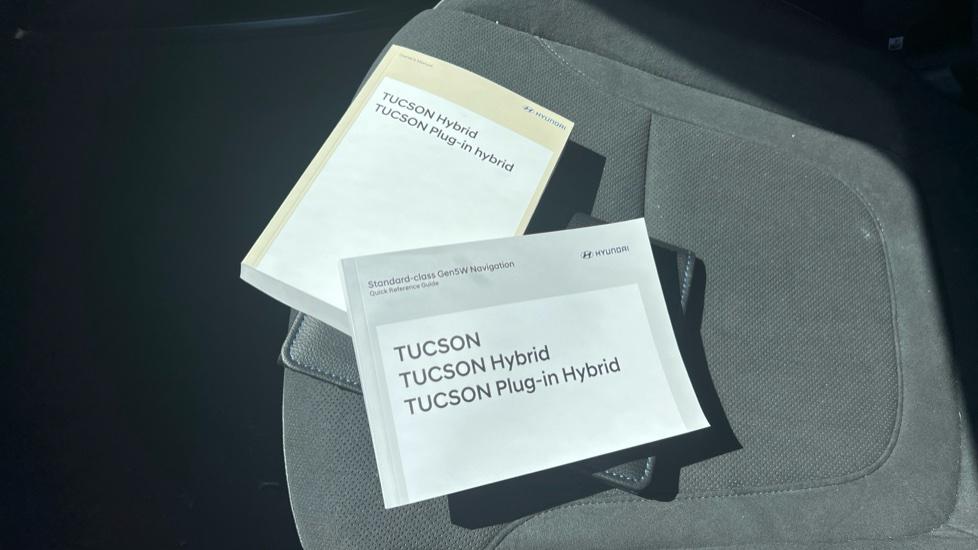 Owner's Manual
HYUNDAI
TUCSON Hybrid
TUCSON Plug-in hybrid
Standard-class Gen5W Navigation
Quick Reference Guide
HYUNDAI
TUCSON
TUCSON Hybrid
TUCSON Plug-in Hybrid